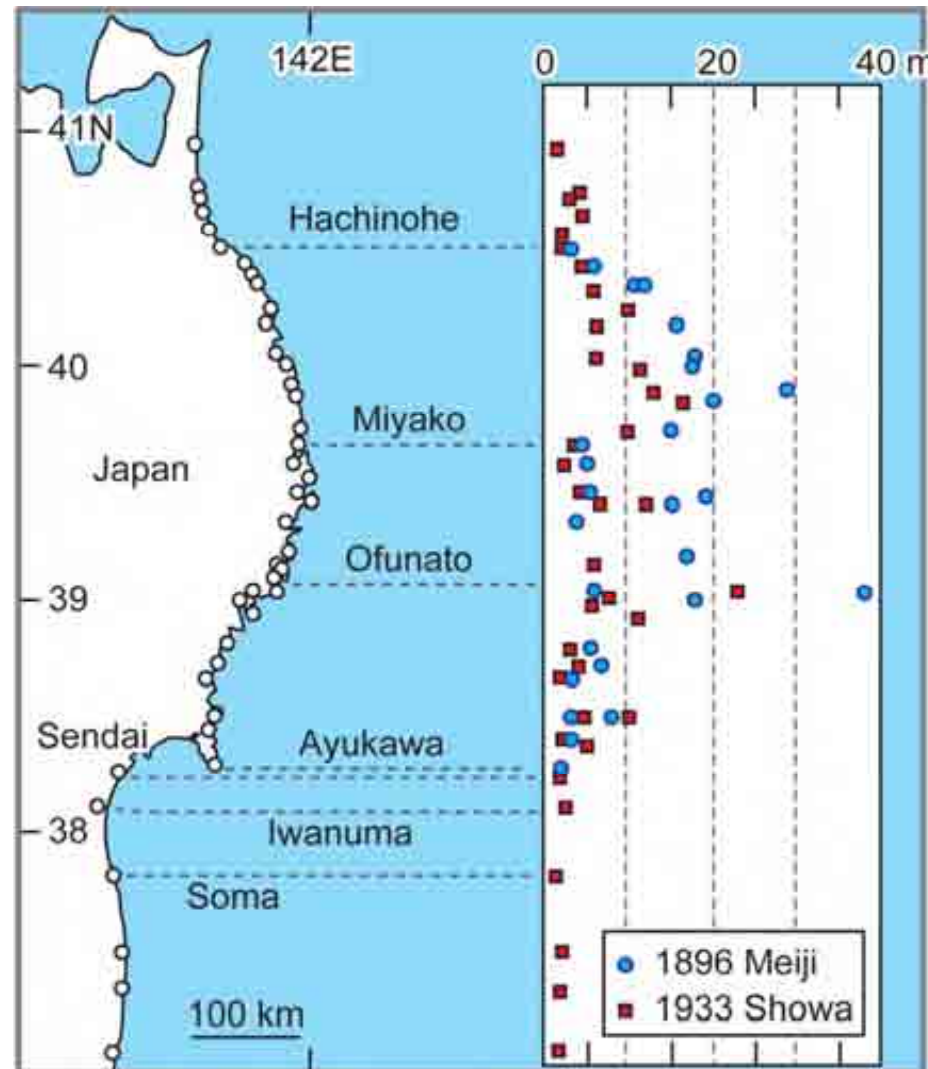 142E
0 20 40 m
41N
Hachinohe
40
Miyako
Japan
Ofunato
39
Sendai
Ayukawa
38
Iwanuma
Soma
1896 Meiji
1933 Showa
100 km